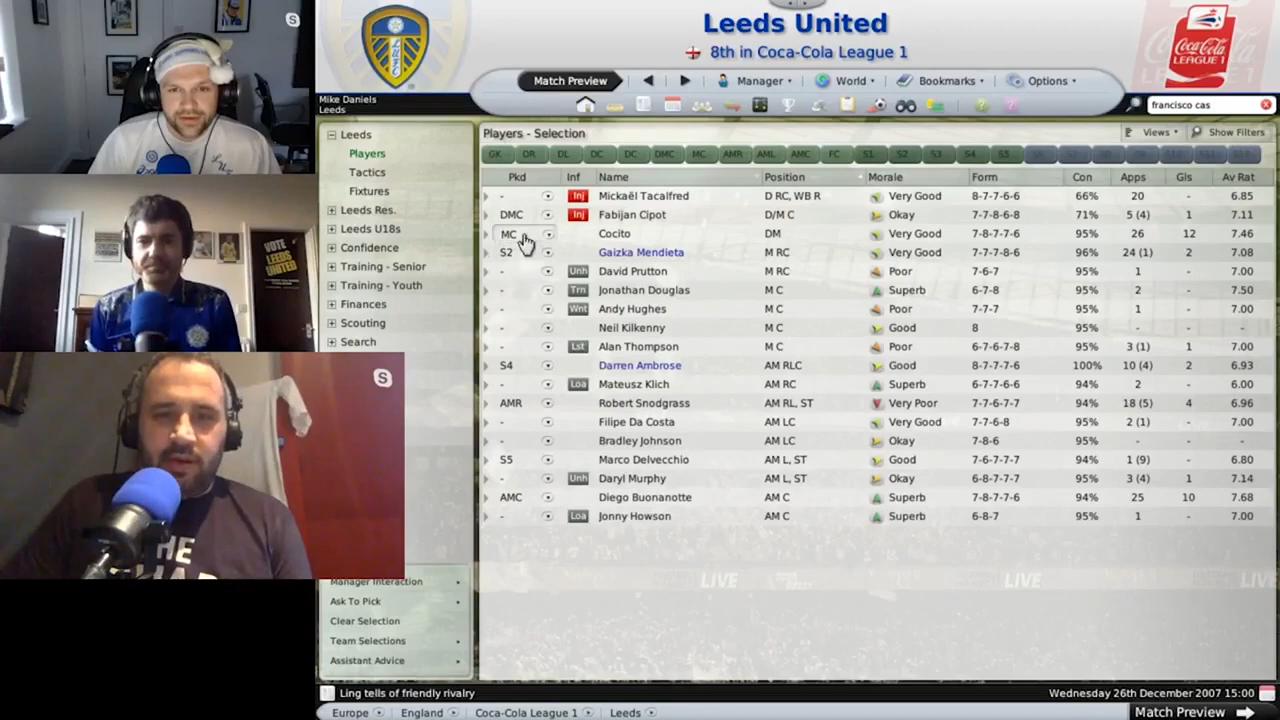 Leeds United
8th in Coca-Cola League 1
Coca-Cola
LEAGUE 1
Match Preview
Manager
World
Bookmarks
Options
Mike Daniels
Leeds
francisco cas
Leeds
Players
Tactics
Fixtures
Leeds Res.
Leeds U18s
Confidence
Training - Senior
Training - Youth
Finances
Scouting
Search
Manager Interaction
Ask To Pick
Clear Selection
Team Selections
Assistant Advice
Players - Selection
Views
Show Filters
GK DR DL DC DC DMC MC AMR AML AMC FC S1 S2 S3 S4 S5
Pkd Inf Name Position Morale Form Con Apps Gls Av Rat
- Inj Mickaël Tacalfred D RC, WB R Very Good 8-7-7-6-6 66% 20 - 6.85
DMC Inj Fabijan Cipot D/M C Okay 7-7-8-6-8 71% 5 (4) 1 7.11
MC Cocito DM Very Good 7-8-7-7-6 95% 26 12 7.46
S2 Gaizka Mendieta M RC Very Good 7-7-7-8-6 96% 24 (1) 2 7.08
- Unh David Prutton M RC Poor 7-6-7 95% 1 - 7.00
- Trn Jonathan Douglas M C Superb 6-7-8 95% 2 - 7.50
- Wnt Andy Hughes M C Poor 7-7-7 95% 1 - 7.00
- Neil Kilkenny M C Good 8 95% - - -
- Lst Alan Thompson M C Poor 6-7-6-7-8 95% 3 (1) 1 7.00
S4 Darren Ambrose AM RLC Good 8-7-7-7-6 100% 10 (4) 2 6.93
- Loa Mateusz Klich AM RC Superb 6-7-7-6-6 94% 2 - 6.00
AMR Robert Snodgrass AM RL, ST Very Poor 7-7-6-7-7 94% 18 (5) 4 6.96
- Filipe Da Costa AM LC Very Good 7-7-6-8 95% 2 (1) - 7.00
- Bradley Johnson AM LC Okay 7-8-6 95% - - -
S5 Marco Delvecchio AM L, ST Good 7-6-7-7-7 94% 1 (9) - 6.80
- Unh Daryl Murphy AM L, ST Okay 6-8-7-7-7 94% 3 (4) 1 7.14
AMC Diego Buonanotte AM C Superb 7-8-7-7-6 94% 25 10 7.68
- Loa Jonny Howson AM C Superb 6-8-7 95% 1 - 7.00
LIVE
LIVE
LIVE
VOTE
LEEDS
UNITED
THE
Ling tells of friendly rivalry
Wednesday 26th December 2007 15:00
Europe
England
Coca-Cola League 1
Leeds
Match Preview